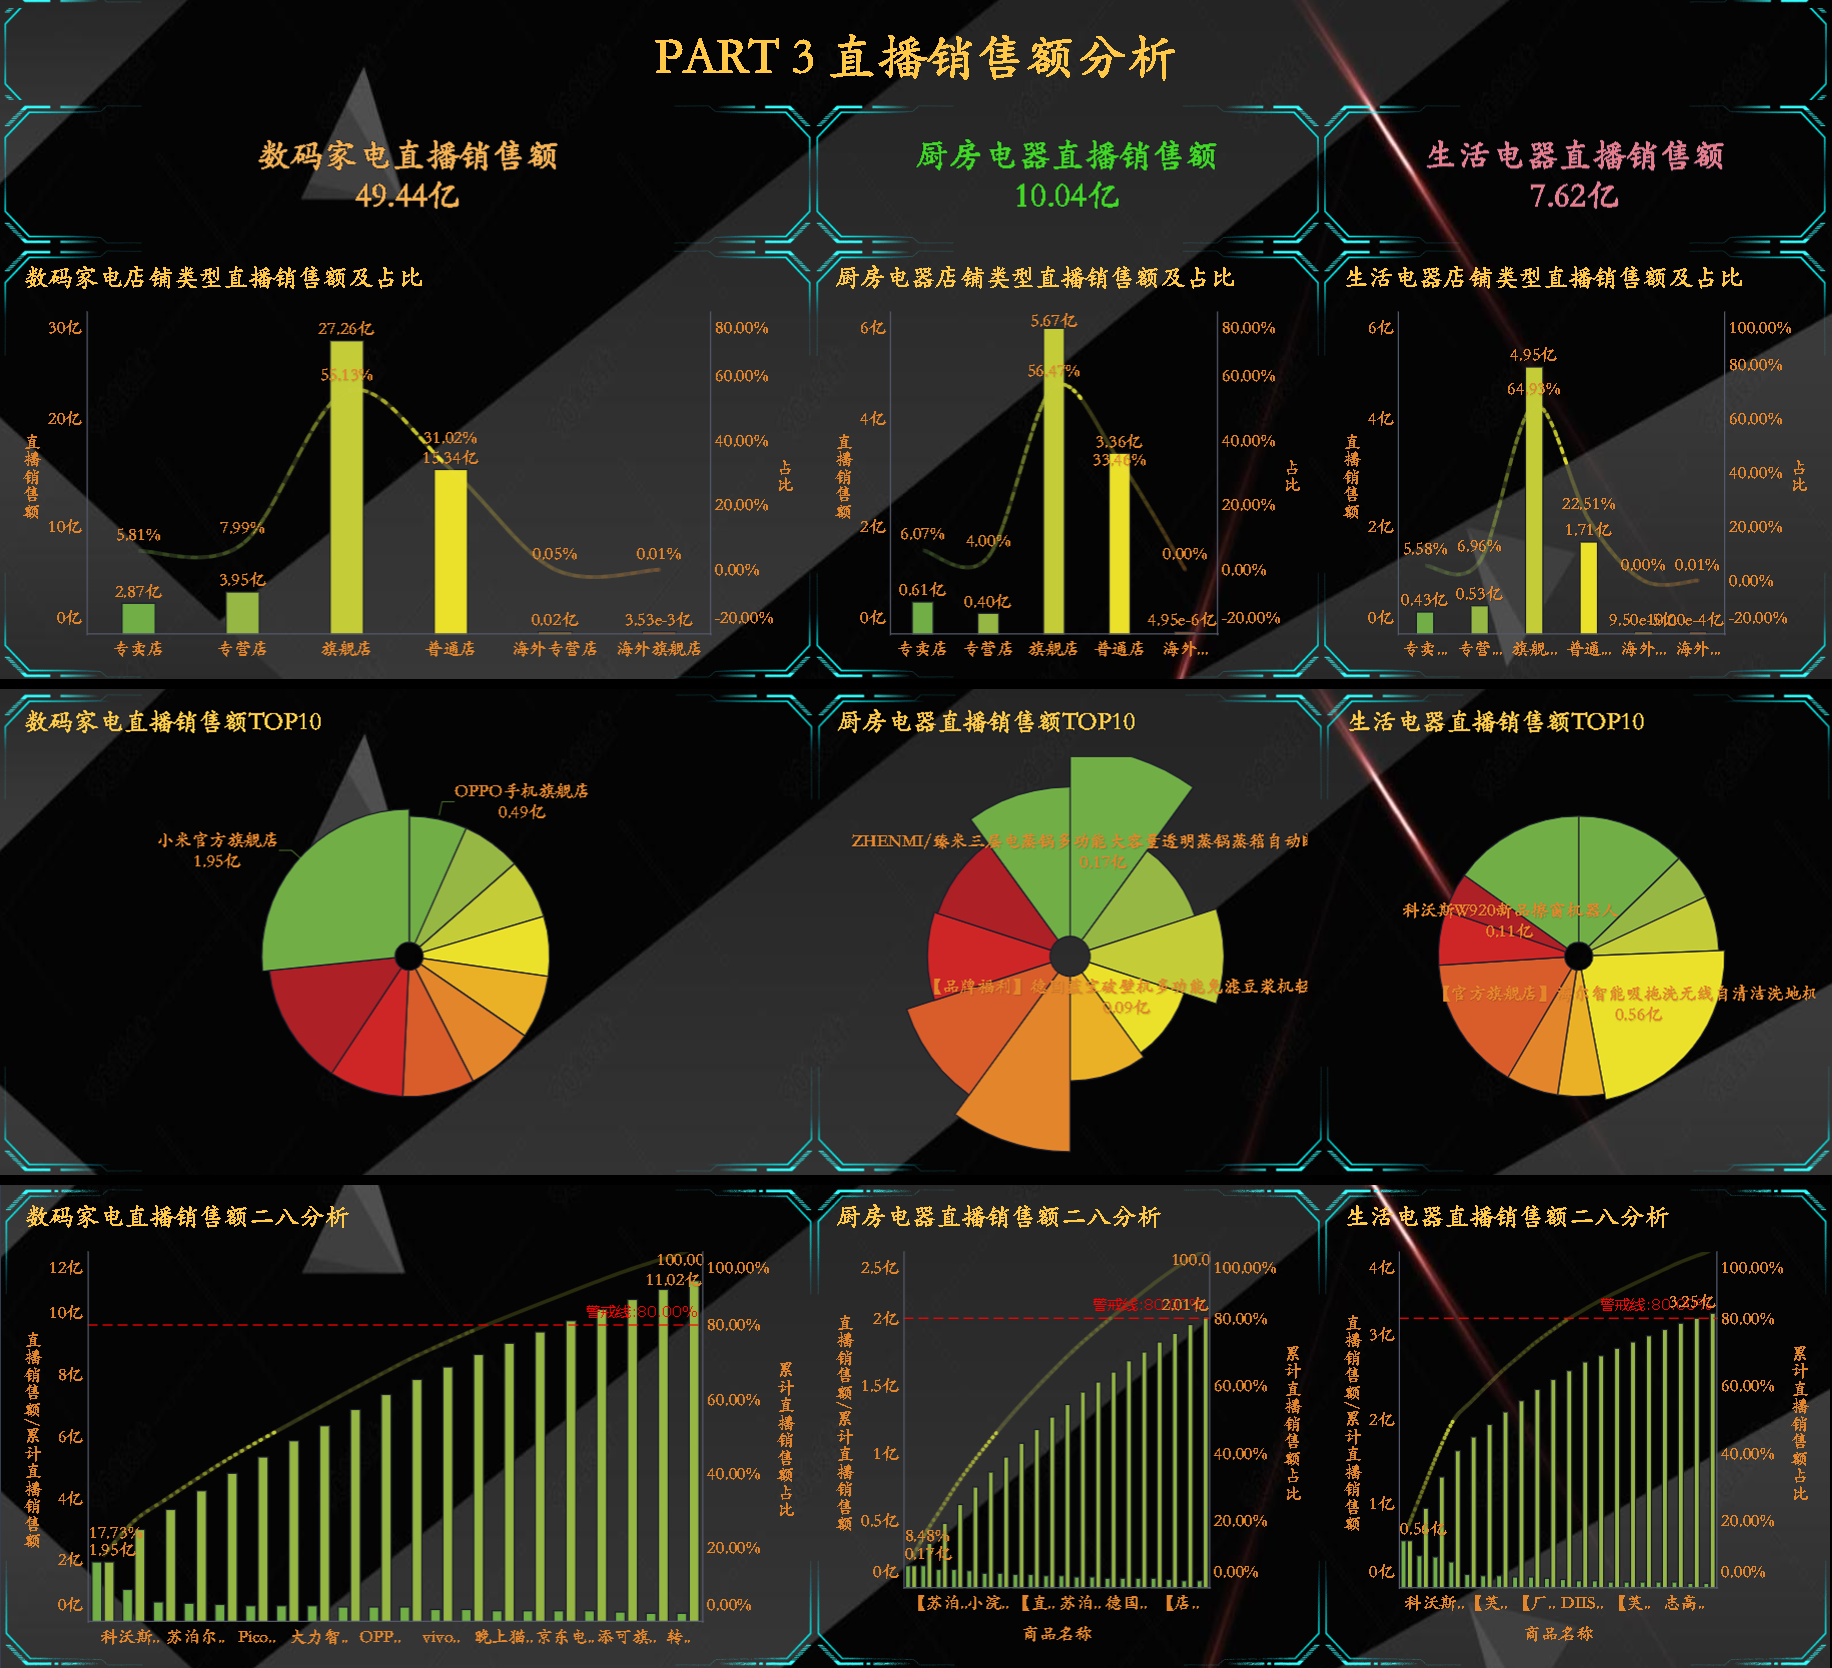 PART 3 直播销售额分析
数码家电直播销售额
49.44亿
厨房电器直播销售额
10.04亿
生活电器直播销售额
7.62亿
数码家电店铺类型直播销售额及占比
30亿
20亿
10亿
0亿
直播销售额
27.26亿
55.13%
31.02%
15.34亿
5.81%
7.99%
2.87亿
3.95亿
0.05%
0.01%
0.02亿
3.53e-3亿
80.00%
60.00%
40.00%
20.00%
0.00%
-20.00%
占比
专卖店
专营店
旗舰店
普通店
海外专营店
海外旗舰店
厨房电器店铺类型直播销售额及占比
6亿
4亿
2亿
0亿
直播销售额
5.67亿
56.47%
3.36亿
33.46%
6.07%
4.00%
0.61亿
0.40亿
0.00%
4.95e-6亿
80.00%
60.00%
40.00%
20.00%
0.00%
-20.00%
占比
专卖店
专营店
旗舰店
普通店
海外...
生活电器店铺类型直播销售额及占比
6亿
4亿
2亿
0亿
直播销售额
4.95亿
64.93%
22.51%
1.71亿
5.58%
6.96%
0.43亿
0.53亿
0.00%
0.01%
100.00%
80.00%
60.00%
40.00%
20.00%
0.00%
-20.00%
占比
专卖...
专营...
旗舰...
普通...
海外...
海外...
数码家电直播销售额TOP10
OPPO手机旗舰店
0.49亿
小米官方旗舰店
1.95亿
厨房电器直播销售额TOP10
ZHENMI/臻米三层电蒸锅多功能大容量透明蒸锅蒸箱自动
0.17亿
【品牌福利】德国蓝宝破壁机多功能免滤豆浆机轻
0.09亿
生活电器直播销售额TOP10
科沃斯W920新品擦窗机器人
0.11亿
【官方旗舰店】 智能吸拖洗无线自清洁洗地机
0.56亿
数码家电直播销售额二八分析
12亿
10亿
8亿
6亿
4亿
2亿
0亿
直播销售额/累计直播销售额
100.00
11.02亿
警戒线:80.00%
17.73%
1.95亿
100.00%
80.00%
60.00%
40.00%
20.00%
0.00%
累计直播销售额占比
科沃斯..
苏泊尔..
Pico..
大力智..
OPP..
vivo..
晚上猫..
京东电..
添可旗..
转..
厨房电器直播销售额二八分析
2.5亿
2亿
1.5亿
1亿
0.5亿
0亿
直播销售额/累计直播销售额
100.0
警戒线:80.00%
2.01亿
8.48%
0.17亿
100.00%
80.00%
60.00%
40.00%
20.00%
0.00%
累计直播销售额占比
【苏泊..
小浣..
【直..
苏泊..
德国..
【店..
商品名称
生活电器直播销售额二八分析
4亿
3亿
2亿
1亿
0亿
直播销售额/累计直播销售额
警戒线:80.00%
3.25亿
0.56亿
100.00%
80.00%
60.00%
40.00%
20.00%
0.00%
累计直播销售额占比
科沃斯..
【芙..
【厂..
DIIS..
【芙..
志高..
商品名称